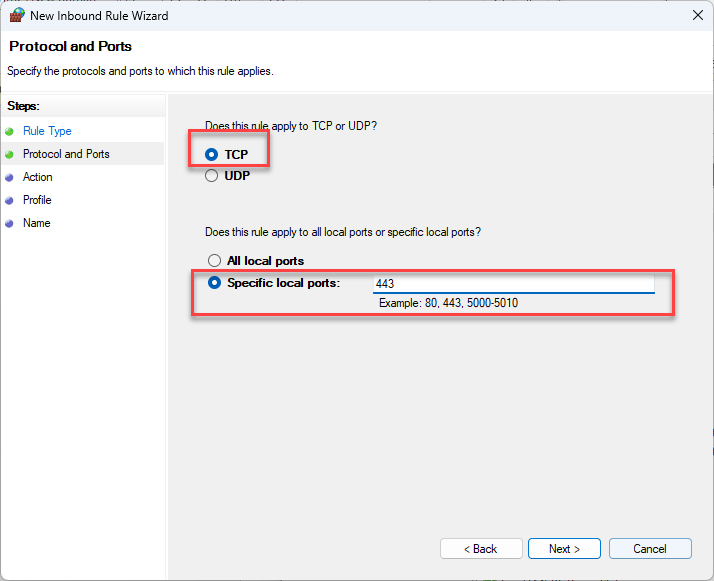 New Inbound Rule Wizard
Protocol and Ports
Specify the protocols and ports to which this rule applies.
Steps:
Rule Type
Protocol and Ports
Action
Profile
Name
Does this rule apply to TCP or UDP?
TCP
UDP
Does this rule apply to all local ports or specific local ports?
All local ports
Specific local ports: 443
Example: 80, 443, 5000-5010
< Back Next > Cancel